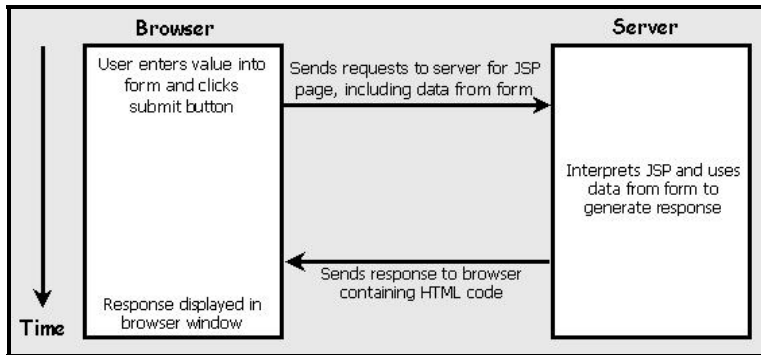 Browser
Server
User enters value into
form and clicks
submit button
Sends requests to server for JSP
page, including data from form
Interprets JSP and uses
data from form to
generate response
Sends response to browser
containing HTML code
Response displayed in
browser window
Time